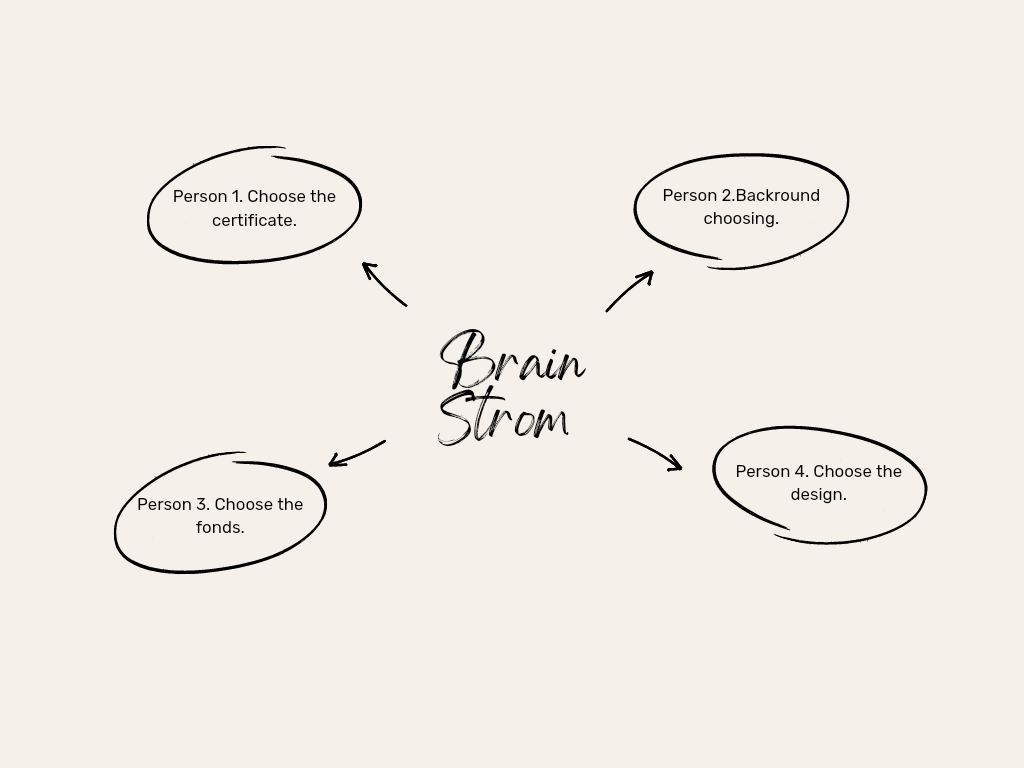 Person 1. Choose the
certificate.
Person 2.Backround
choosing.
Brain
Strom
Person 3. Choose the
fonds.
Person 4. Choose the
design.